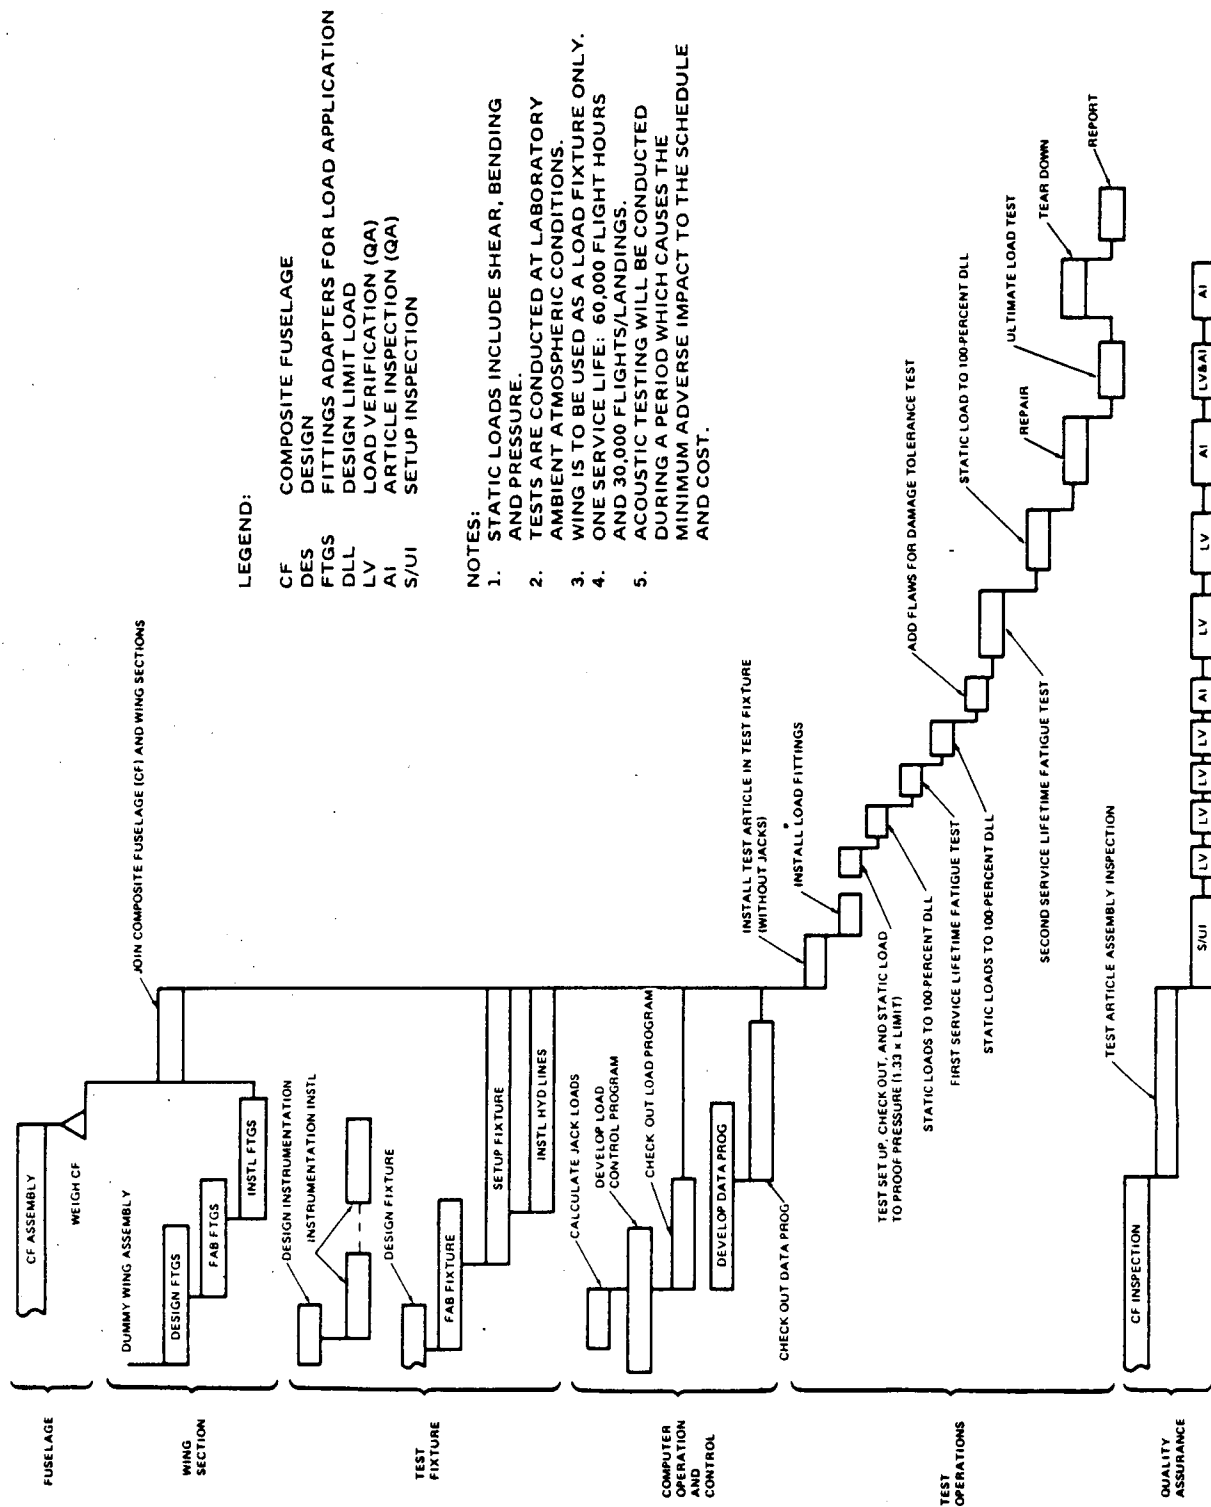 FUSELAGE
CF ASSEMBLY
WEIGH CF
WING
SECTION
DUMMY WING ASSEMBLY
DESIGN FTGS
FAB FTGS
INSTL FTGS
JOIN COMPOSITE FUSELAGE (CF) AND WING SECTIONS
TEST
FIXTURE
DESIGN INSTRUMENTATION
INSTRUMENTATION INSTL
DESIGN FIXTURE
FAB FIXTURE
SETUP FIXTURE
INSTL HYD LINES
COMPUTER
OPERATION
AND
CONTROL
CALCULATE JACK LOADS
DEVELOP LOAD
CONTROL PROGRAM
CHECK OUT LOAD PROGRAM
DEVELOP DATA PROG
CHECK OUT DATA PROG
TEST
OPERATIONS
INSTALL TEST ARTICLE IN TEST FIXTURE
(WITHOUT JACKS)
INSTALL LOAD FITTINGS
TEST SET UP, CHECK OUT, AND STATIC LOAD
TO PROOF PRESSURE (1.33 x LIMIT)
STATIC LOADS TO 100-PERCENT DLL
FIRST SERVICE LIFETIME FATIGUE TEST
STATIC LOADS TO 100-PERCENT DLL
ADD FLAWS FOR DAMAGE TOLERANCE TEST
SECOND SERVICE LIFETIME FATIGUE TEST
STATIC LOAD TO 100-PERCENT DLL
REPAIR
ULTIMATE LOAD TEST
TEAR DOWN
REPORT
QUALITY
ASSURANCE
CF INSPECTION
TEST ARTICLE ASSEMBLY INSPECTION
S/UI
LV
LV
LV
LV
AI
LV
LV
AI
LV&AI
AI
LEGEND:
CF COMPOSITE FUSELAGE
DES DESIGN
FTGS FITTINGS ADAPTERS FOR LOAD APPLICATION
DLL DESIGN LIMIT LOAD
LV LOAD VERIFICATION (QA)
AI ARTICLE INSPECTION (QA)
S/UI SETUP INSPECTION
NOTES:
1. STATIC LOADS INCLUDE SHEAR, BENDING
AND PRESSURE.
2. TESTS ARE CONDUCTED AT LABORATORY
AMBIENT ATMOSPHERIC CONDITIONS.
3. WING IS TO BE USED AS A LOAD FIXTURE ONLY.
4. ONE SERVICE LIFE: 60,000 FLIGHT HOURS
AND 30,000 FLIGHTS/LANDINGS.
5. ACOUSTIC TESTING WILL BE CONDUCTED
DURING A PERIOD WHICH CAUSES THE
MINIMUM ADVERSE IMPACT TO THE SCHEDULE
AND COST.